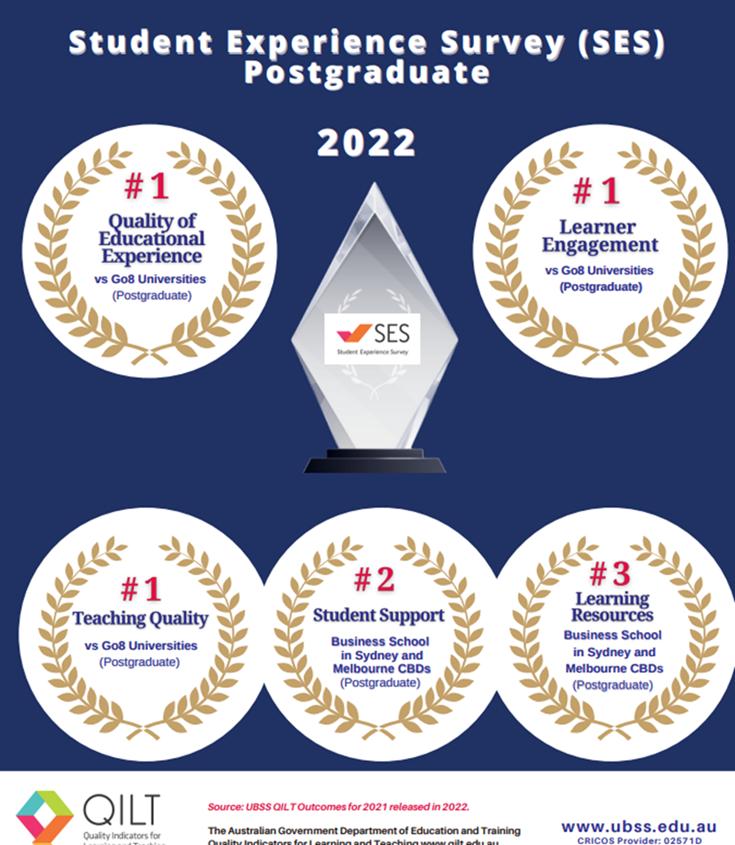 Student Experience Survey (SES)
Postgraduate
2022
#1
Quality of
Educational
Experience
vs Go8 Universities
(Postgraduate)
#1
Learner
Engagement
vs Go8 Universities
(Postgraduate)
SES
Student Experience Survey
#1
Teaching Quality
vs Go8 Universities
(Postgraduate)
#2
Student Support
Business School
in Sydney and
Melbourne CBDs
(Postgraduate)
#3
Learning
Resources
Business School
in Sydney and
Melbourne CBDs
(Postgraduate)
QILT
Quality Indicators for
Learning and Teaching
Source: UBSS QILT Outcomes for 2021 released in 2022.
The Australian Government Department of Education and Training
Quality Indicators for Learning and Teaching www.qilt.edu.au
www.ubss.edu.au
CRICOS Provider: 02571D